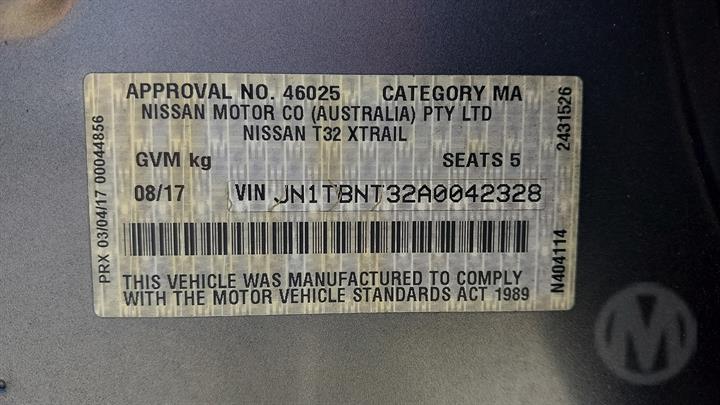 APPROVAL NO. 46025 CATEGORY MA
NISSAN MOTOR CO (AUSTRALIA) PTY LTD
NISSAN T32 XTRAIL
GVM kg SEATS 5
08/17 VIN JN1TBNT32A0042328
THIS VEHICLE WAS MANUFACTURED TO COMPLY
WITH THE MOTOR VEHICLE STANDARDS ACT 1989
PRX 03/04/17 00044856
N404114 2431526
M